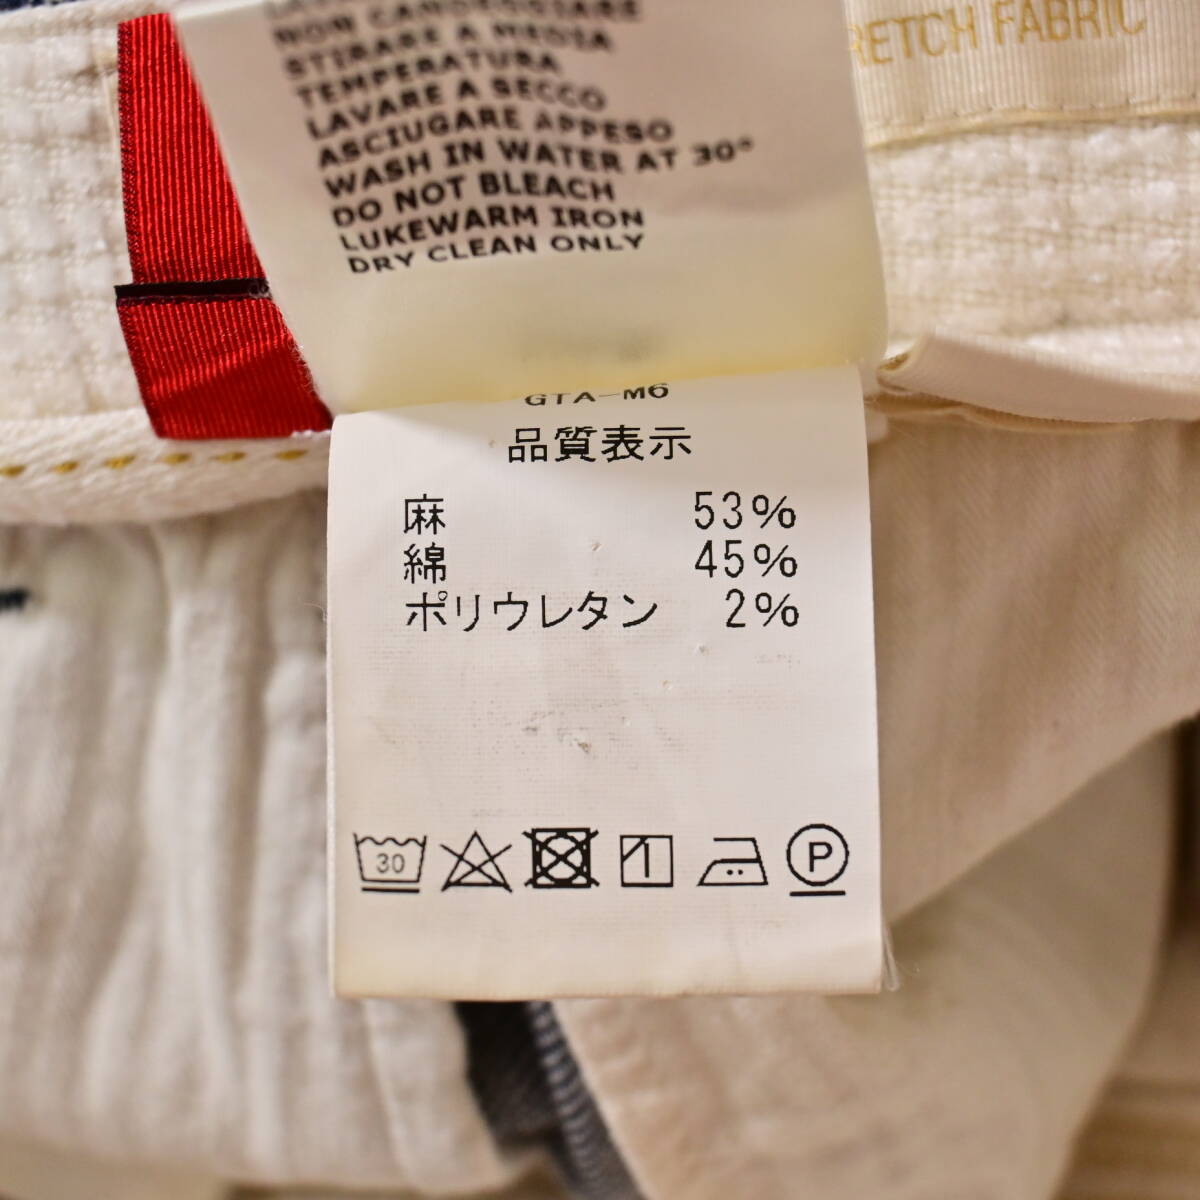 NON CANDEGGIARE
STIRARE A MEDIA
TEMPERATURA
LAVARE A SECCO
ASCIUGARE APPESO
WASH IN WATER AT 30°
DO NOT BLEACH
LUKEWARM IRON
DRY CLEAN ONLY
RETCH FABRIC
GTA-M6
品質表示
麻 53%
綿 45%
ポリウレタン 2%
30 P